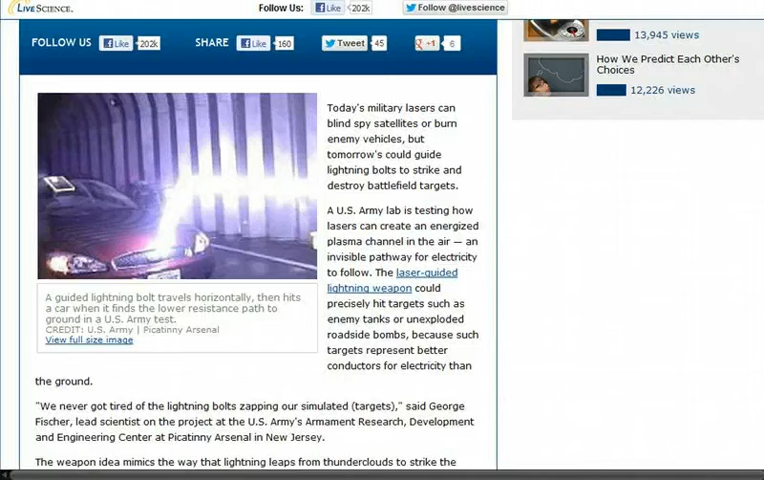 LIVESCIENCE.
Follow Us:
Like
202k
Follow @livescience
FOLLOW US
Like
202k
SHARE
Like
160
Tweet
45
+1
6
13,945 views
How We Predict Each Other's
Choices
12,226 views
Today's military lasers can
blind spy satellites or burn
enemy vehicles, but
tomorrow's could guide
lightning bolts to strike and
destroy battlefield targets.
A U.S. Army lab is testing how
lasers can create an energized
plasma channel in the air — an
invisible pathway for electricity
to follow. The laser-guided
lightning weapon could
precisely hit targets such as
enemy tanks or unexploded
roadside bombs, because such
targets represent better
conductors for electricity than
the ground.
A guided lightning bolt travels horizontally, then hits
a car when it finds the lower resistance path to
ground in a U.S. Army test.
CREDIT: U.S. Army | Picatinny Arsenal
View full size image
"We never got tired of the lightning bolts zapping our simulated (targets)," said George
Fischer, lead scientist on the project at the U.S. Army's Armament Research, Development
and Engineering Center at Picatinny Arsenal in New Jersey.
The weapon idea mimics the way that lightning leaps from thunderclouds to strike the